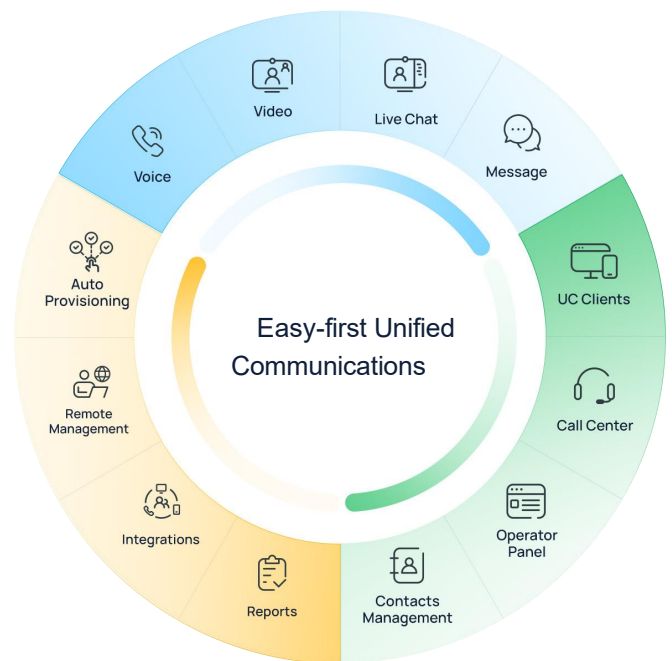 Video
Live Chat
Voice
Message
Auto
Provisioning
UC Clients
Easy-first Unified
Communications
Remote
Management
Call Center
Integrations
Operator
Panel
Reports
Contacts
Management